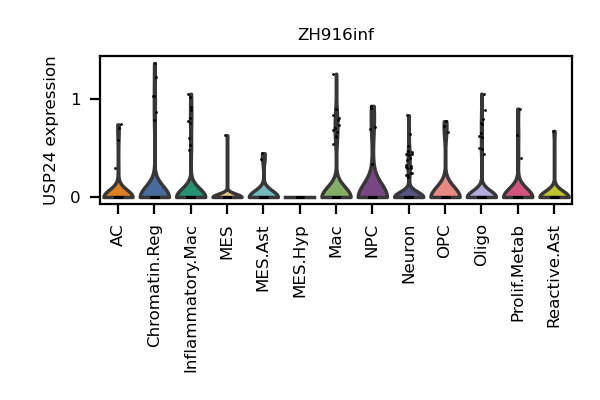 ZH916inf
USP24 expression
1
0
AC
Chromatin.Reg
Inflammatory.Mac
MES
MES.Ast
MES.Hyp
Mac
NPC
Neuron
OPC
Oligo
Prolif.Metab
Reactive.Ast